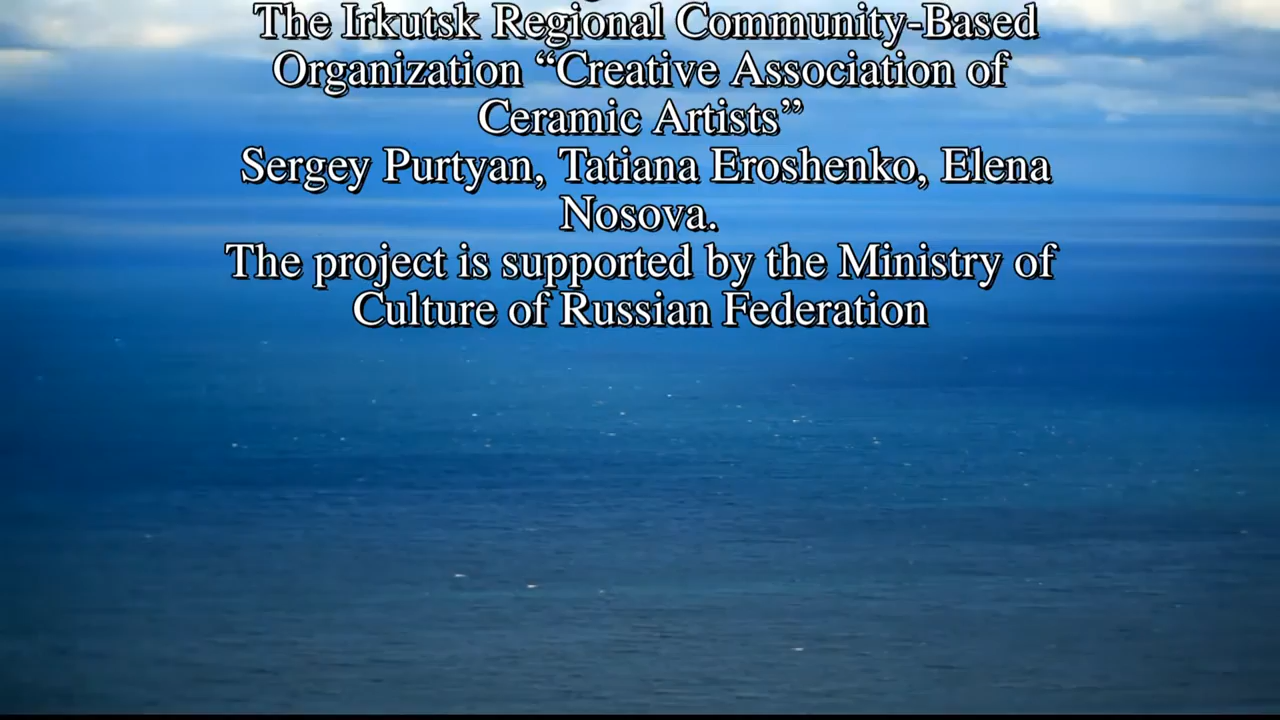 The Irkutsk Regional Community-Based
Organization “Creative Association of
Ceramic Artists”
Sergey Purtyan, Tatiana Eroshenko, Elena
Nosova.
The project is supported by the Ministry of
Culture of Russian Federation